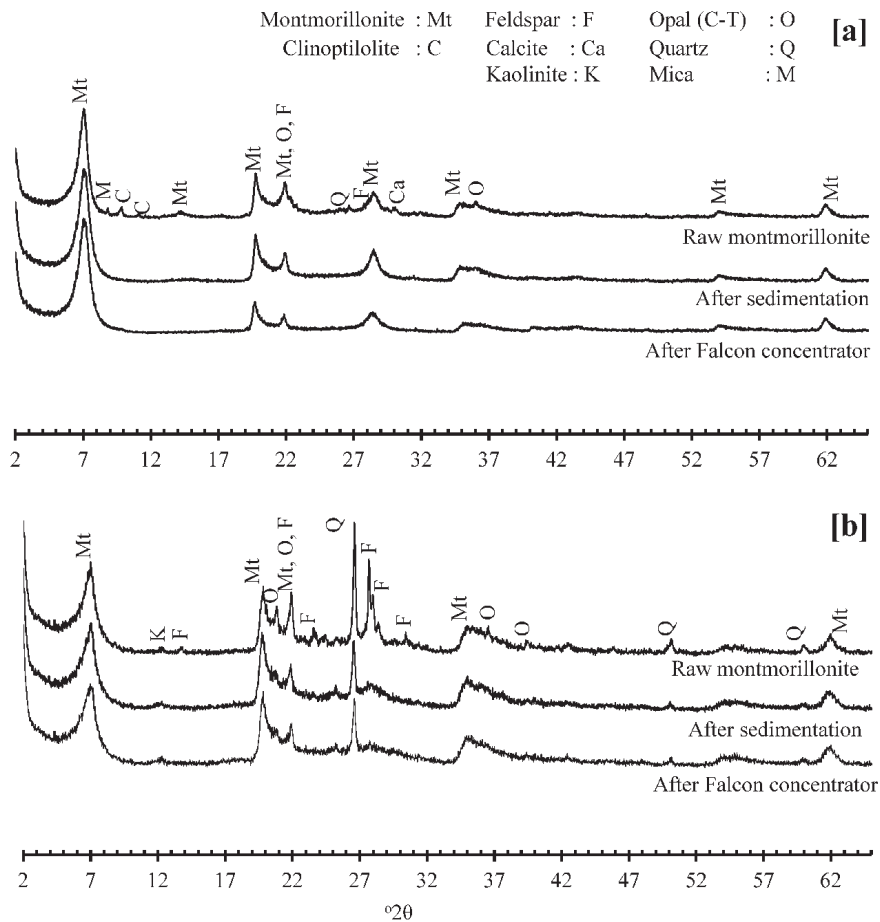 Montmorillonite : Mt Feldspar : F Opal (C-T) : O [a]
Clinoptilolite : C Calcite : Ca Quartz : Q
Kaolinite : K Mica : M
Mt
M
C
C
Mt
Mt
Mt, O, F
Q
F
Mt
Ca
Mt
O
Mt
Mt
Raw montmorillonite
After sedimentation
After Falcon concentrator
2 7 12 17 22 27 32 37 42 47 52 57 62
[b]
Mt
K
F
Mt
O
Mt, O, F
F
Q
F
F
F
Mt
O
O
Q
Q
Mt
Raw montmorillonite
After sedimentation
After Falcon concentrator
2 7 12 17 22 27 32 37 42 47 52 57 62
º2θ